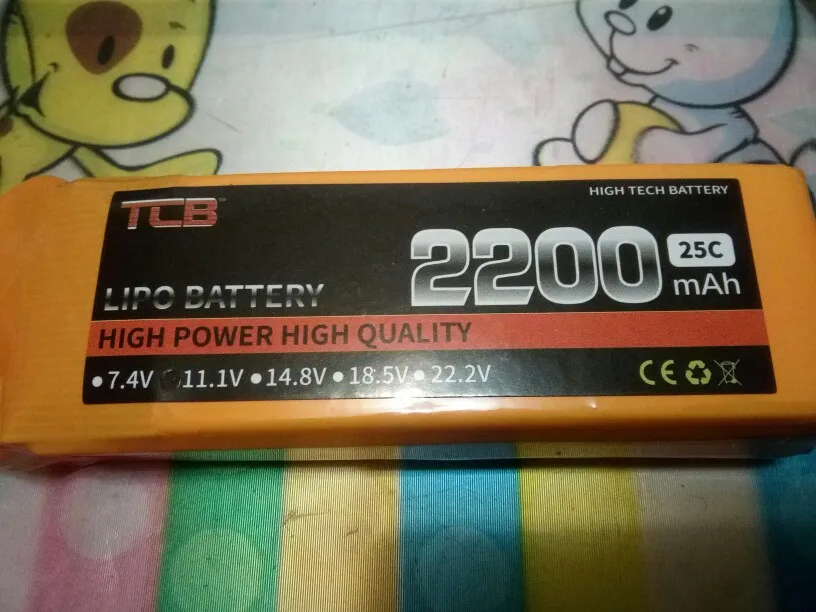 TCB™
HIGH TECH BATTERY
2200 25C
mAh
LIPO BATTERY
HIGH POWER HIGH QUALITY
•7.4V 11.1V •14.8V •18.5V •22.2V
CE